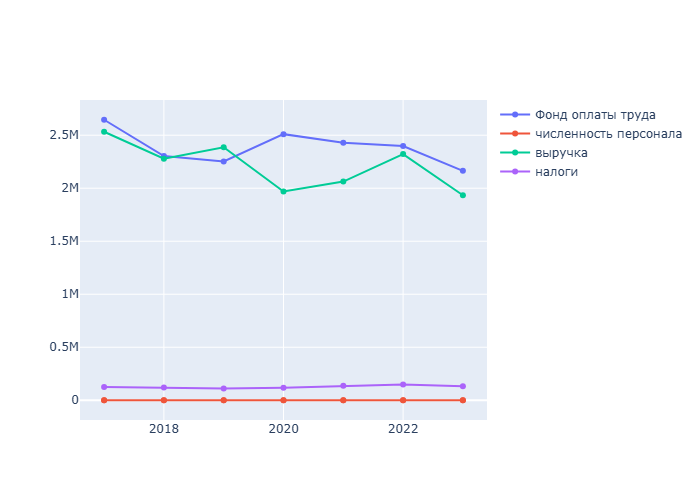 2.5M
2M
1.5M
1M
0.5M
0
2018
2020
2022
Фонд оплаты труда
численность персонала
выручка
налоги